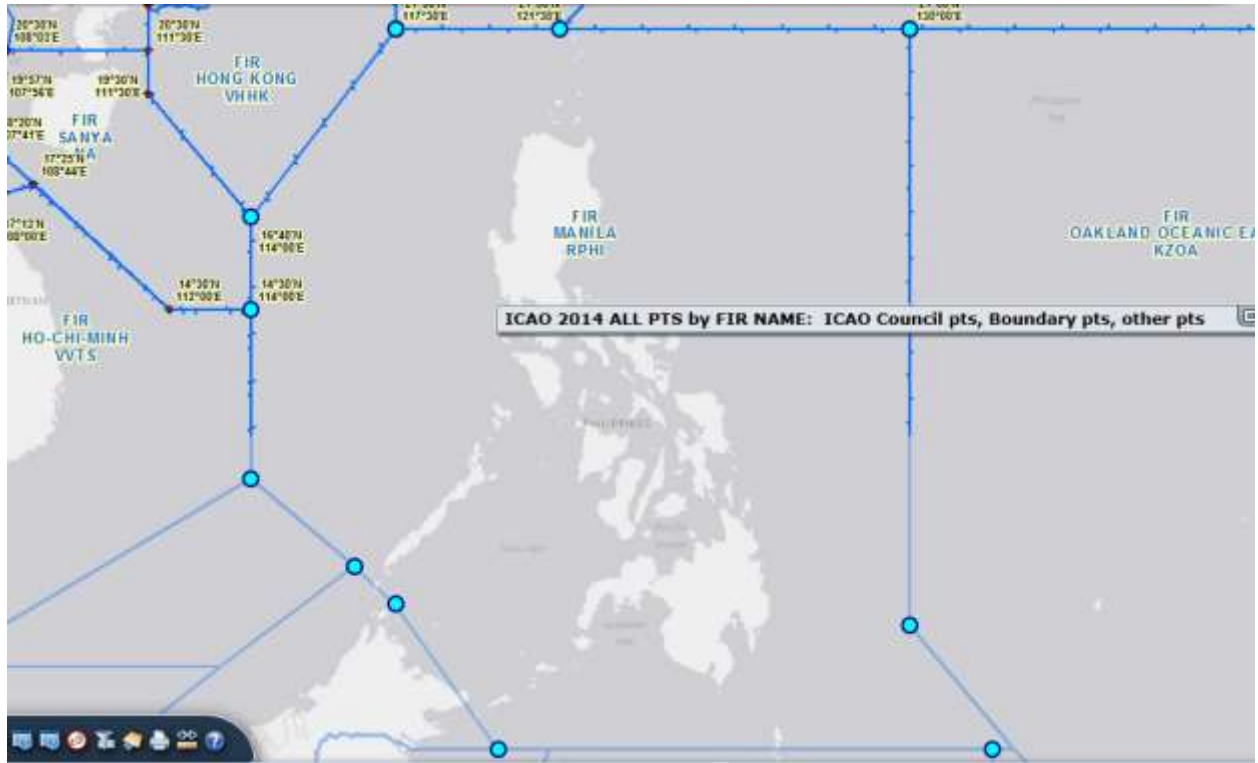 117°30'E
121°30'E
130°00'E
20°30'N
108°03'E
20°30'N
111°30'E
FIR
HONG KONG
VHHK
19°57'N
107°56'E
19°30'N
111°30'E
FIR
SANYA
NA
17°25'N
108°44'E
16°40'N
114°00'E
FIR
MANILA
RPHI
FIR
OAKLAND OCEANIC EA
KZOA
14°30'N
112°00'E
14°30'N
114°00'E
FIR
HO-CHI-MINH
VVTS
ICAO 2014 ALL PTS by FIR NAME: ICAO Council pts, Boundary pts, other pts
PHILIPPINES